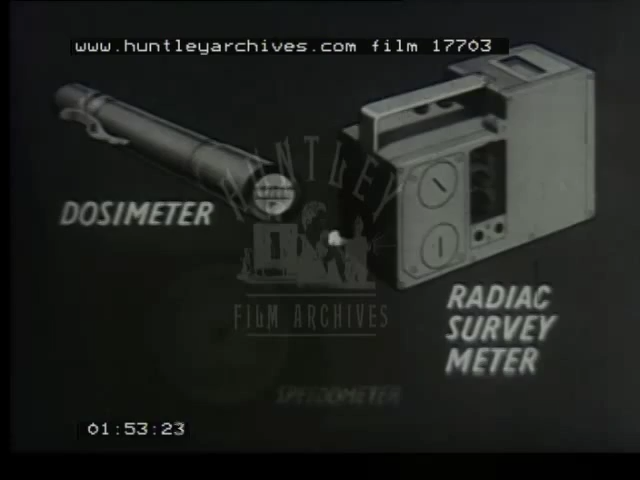 www.huntleyarchives.com film 17703
HUNTLEY
FILM ARCHIVES
DOSIMETER
RADIAC
SURVEY
METER
SPEEDOMETER
01:53:23